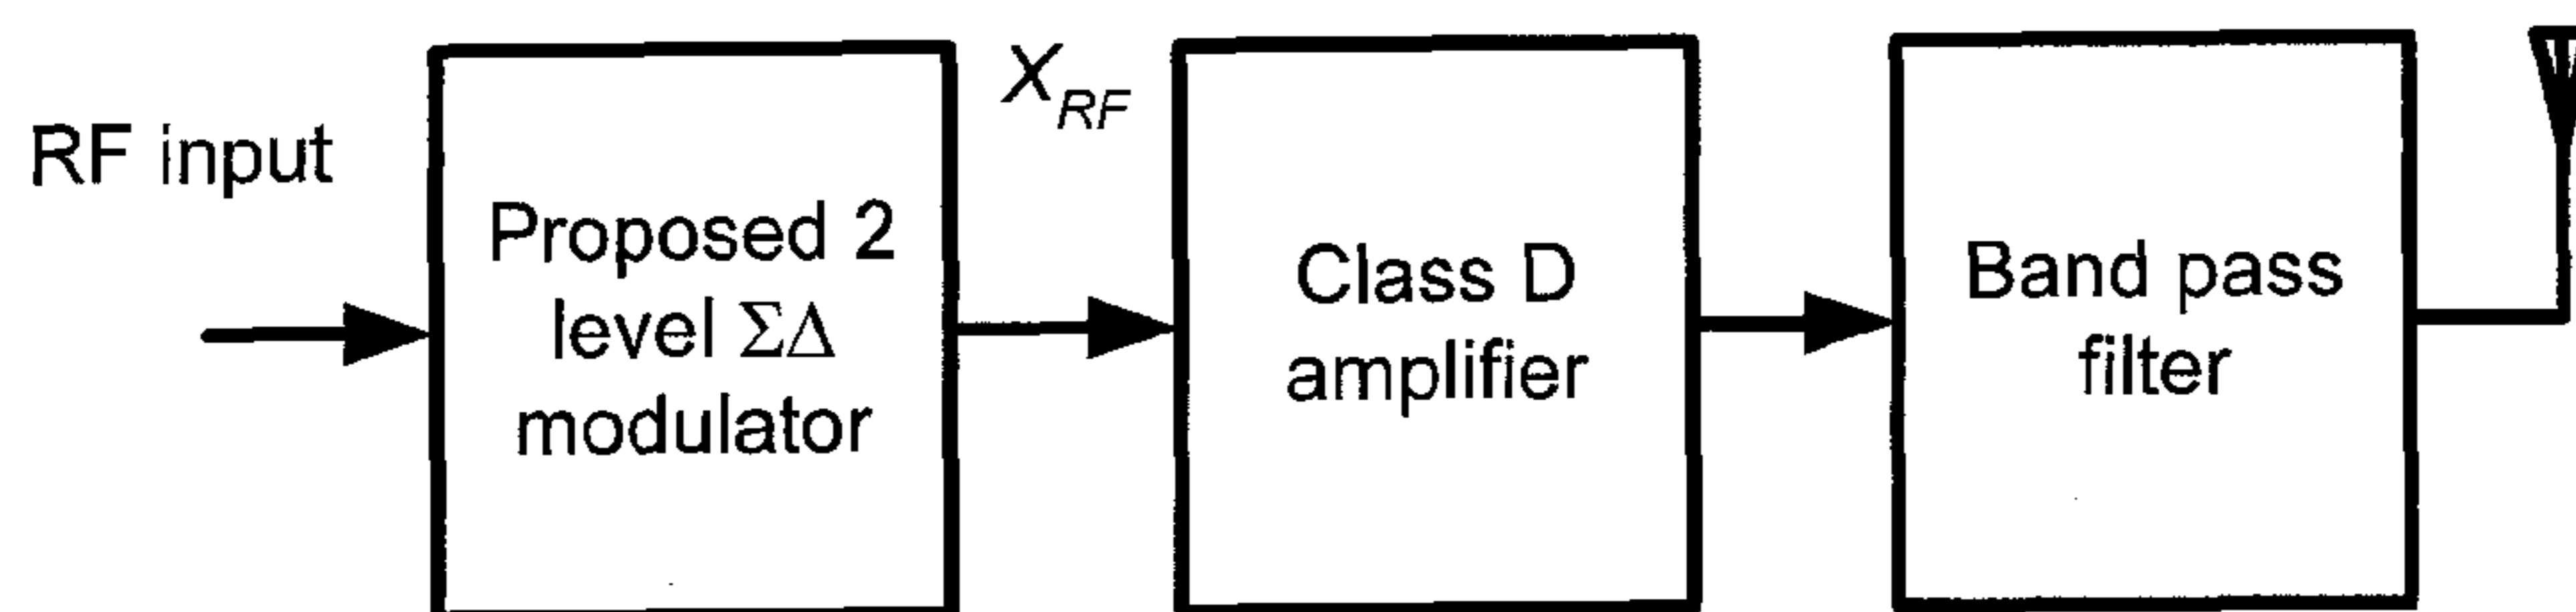 RF input
Proposed 2
level ΣΔ
modulator
X_RF
Class D
amplifier
Band pass
filter